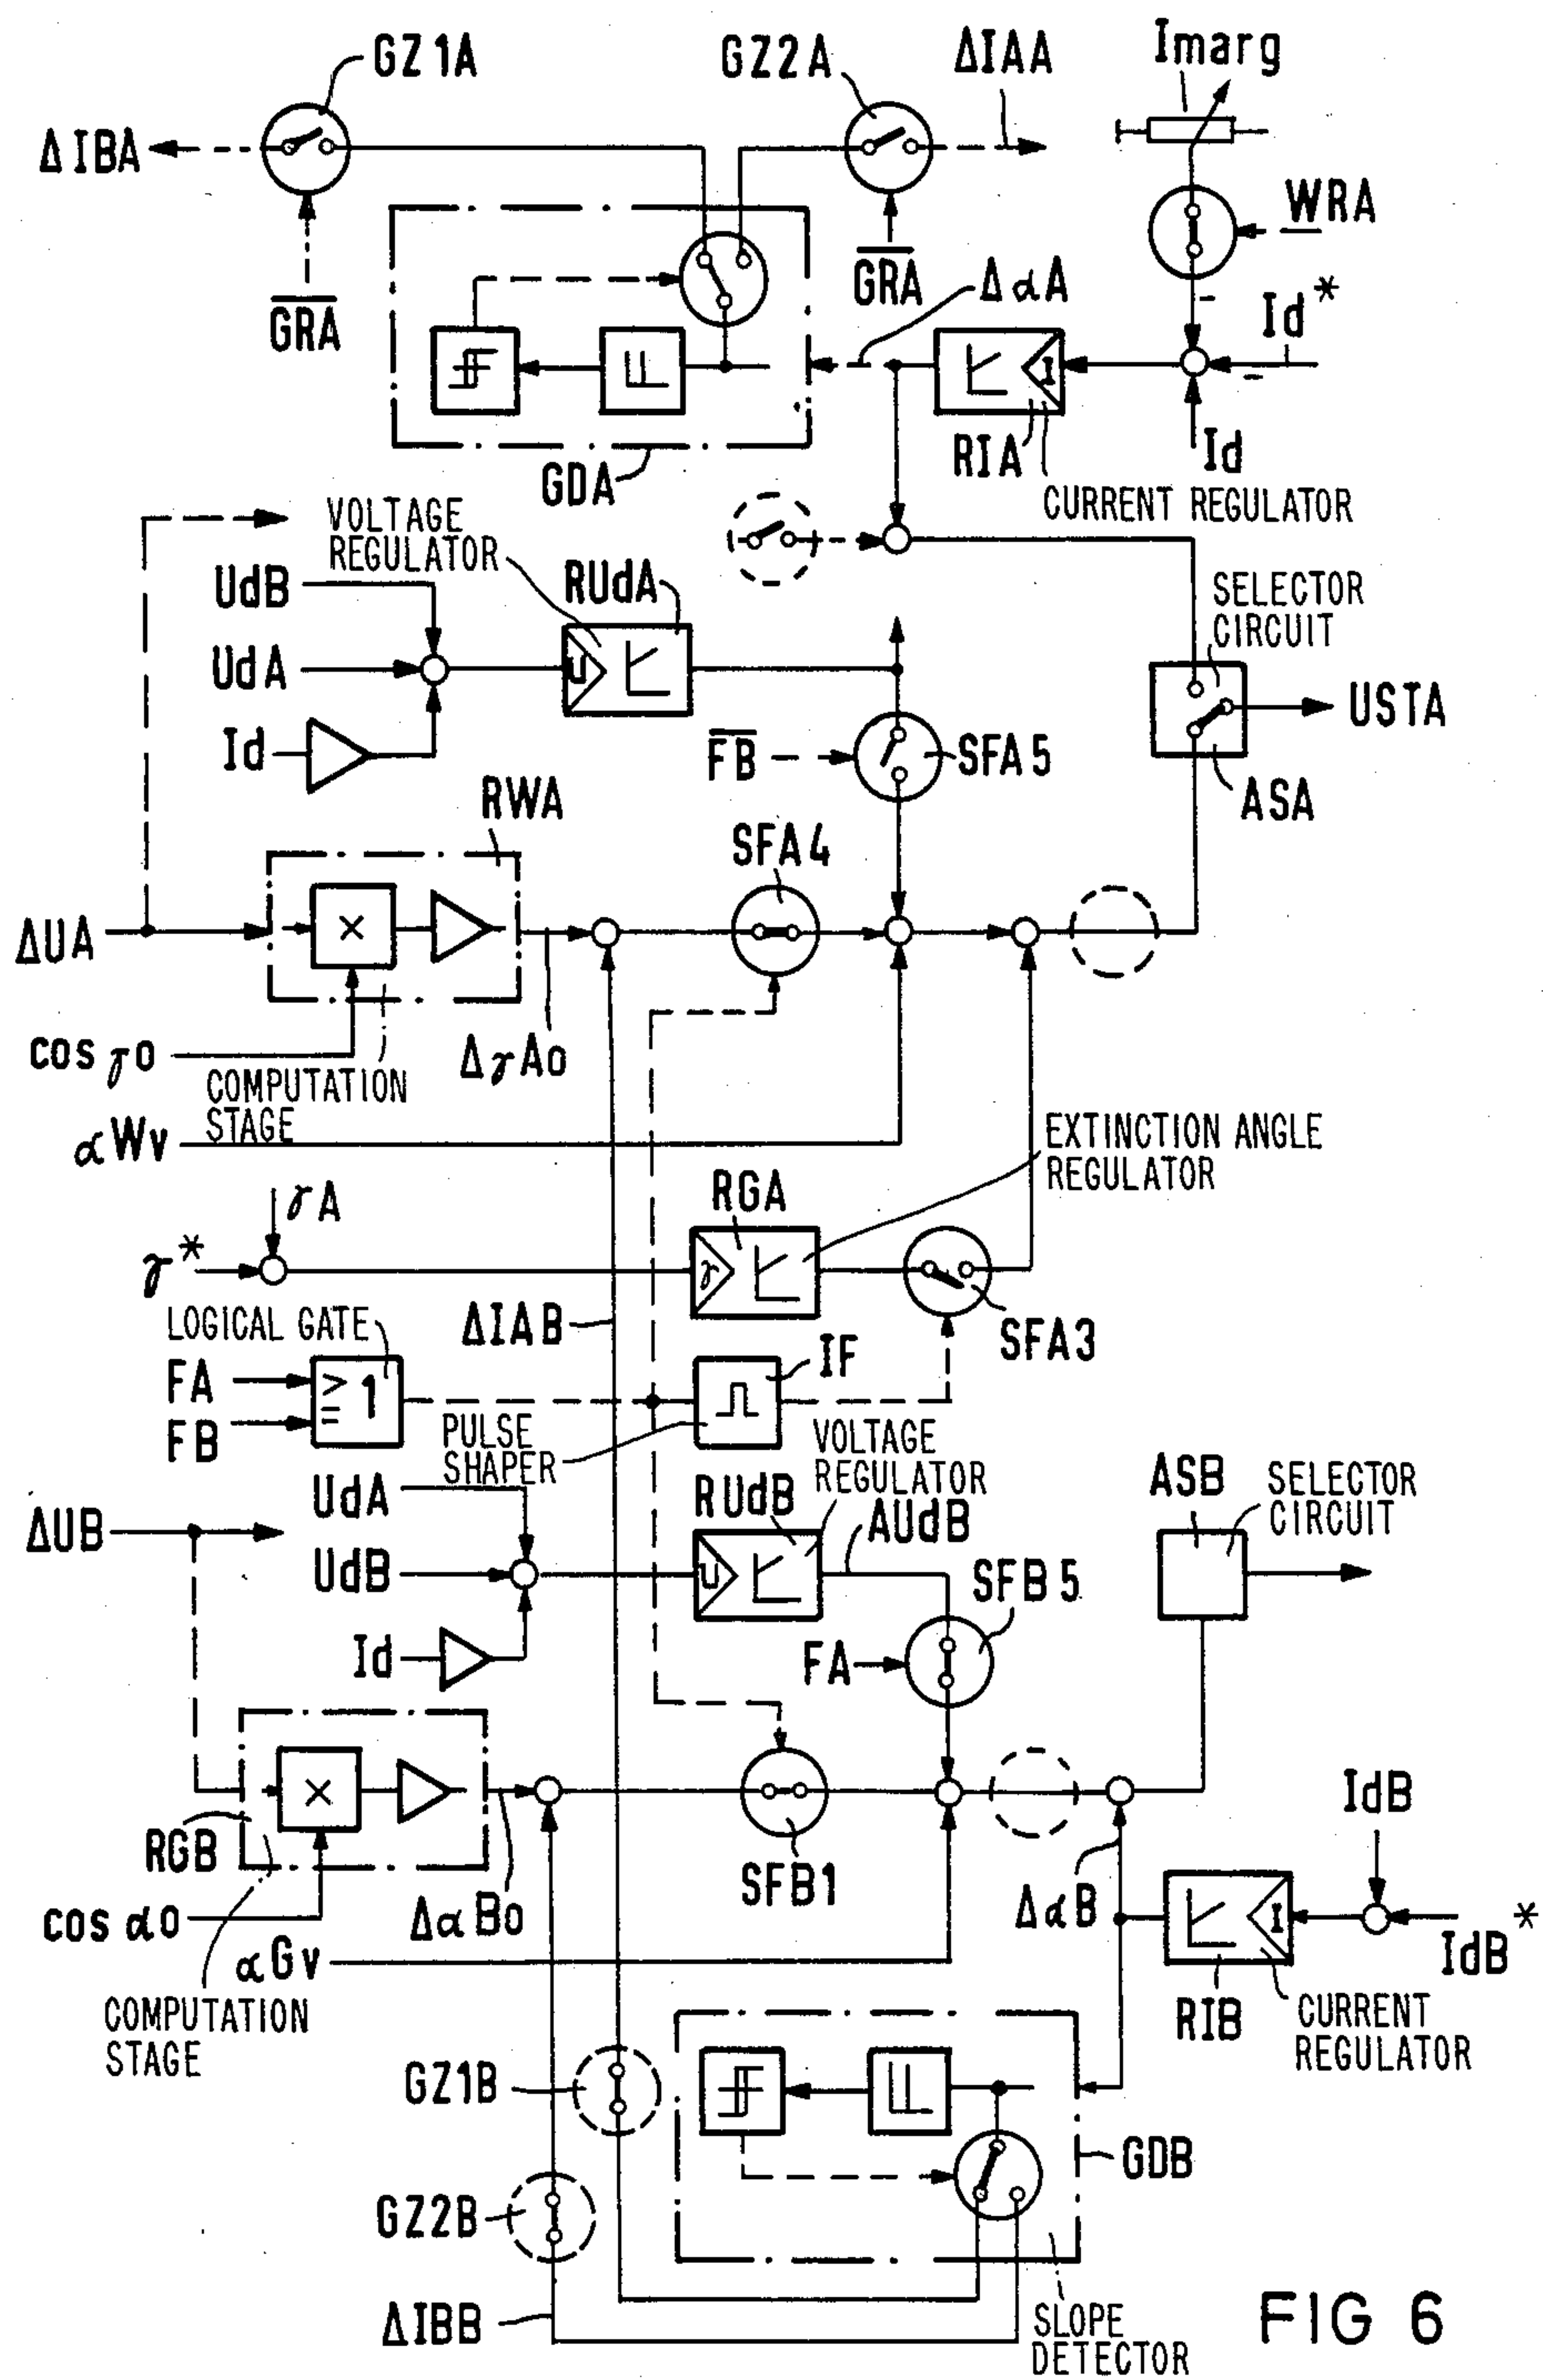 GZ1A
GZ2A
ΔIAA
Imarg
ΔIBA
WRA
GRA
GRA
ΔαA
Id*
-
-
I
RIA
Id
GDA
CURRENT REGULATOR
VOLTAGE
REGULATOR
UdB
RUdA
SELECTOR
CIRCUIT
UdA
U
USTA
Id
FB
SFA5
ASA
RWA
SFA4
ΔUA
×
cos γo
ΔγAo
COMPUTATION
STAGE
αWv
EXTINCTION ANGLE
REGULATOR
γA
RGA
γ*
γ
LOGICAL GATE
ΔIAB
SFA3
FA
≥1
IF
FB
PULSE
SHAPER
VOLTAGE
REGULATOR
UdA
RUdB
ASB
SELECTOR
CIRCUIT
ΔUB
AUdB
UdB
U
SFB5
Id
FA
×
IdB
RGB
SFB1
ΔαB
cos αo
ΔαBo
I
IdB*
αGv
COMPUTATION
STAGE
RIB
CURRENT
REGULATOR
GZ1B
GDB
GZ2B
ΔIBB
SLOPE
DETECTOR
FIG 6